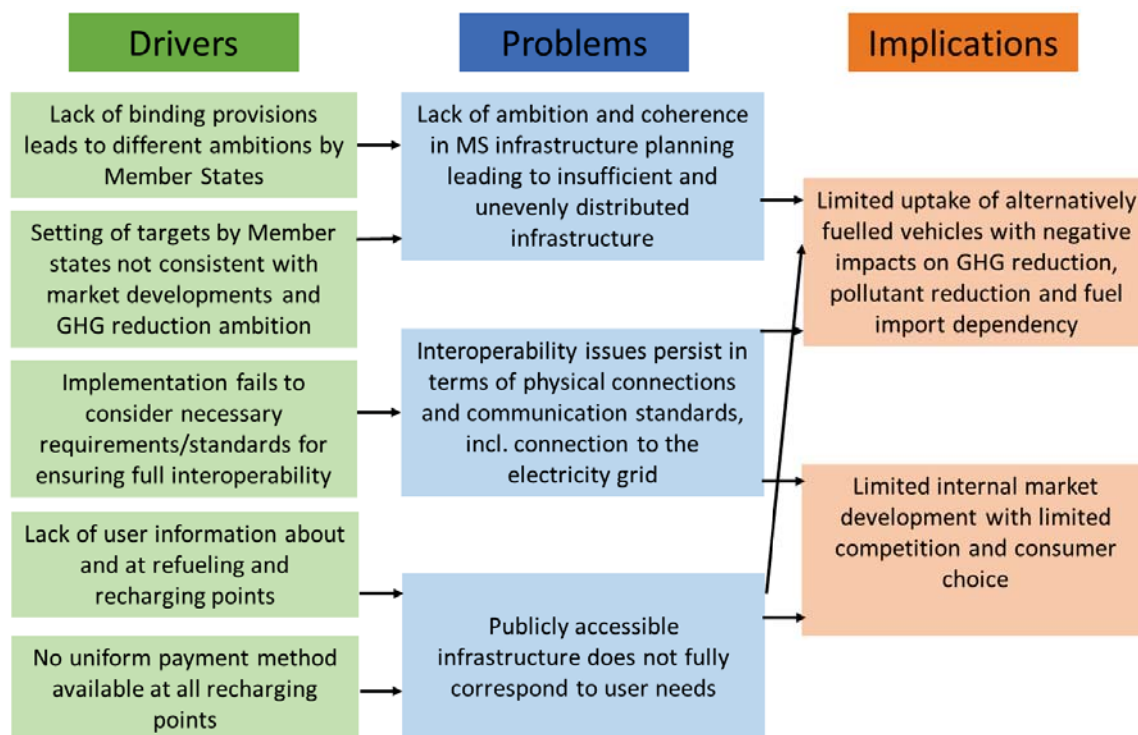 Drivers
Problems
Implications
Lack of binding provisions
leads to different ambitions by
Member States
Setting of targets by Member
states not consistent with
market developments and
GHG reduction ambition
Implementation fails to
consider necessary
requirements/standards for
ensuring full interoperability
Lack of user information about
and at refueling and
recharging points
No uniform payment method
available at all recharging
points
Lack of ambition and coherence
in MS infrastructure planning
leading to insufficient and
unevenly distributed
infrastructure
Interoperability issues persist in
terms of physical connections
and communication standards,
incl. connection to the
electricity grid
Publicly accessible
infrastructure does not fully
correspond to user needs
Limited uptake of alternatively
fuelled vehicles with negative
impacts on GHG reduction,
pollutant reduction and fuel
import dependency
Limited internal market
development with limited
competition and consumer
choice